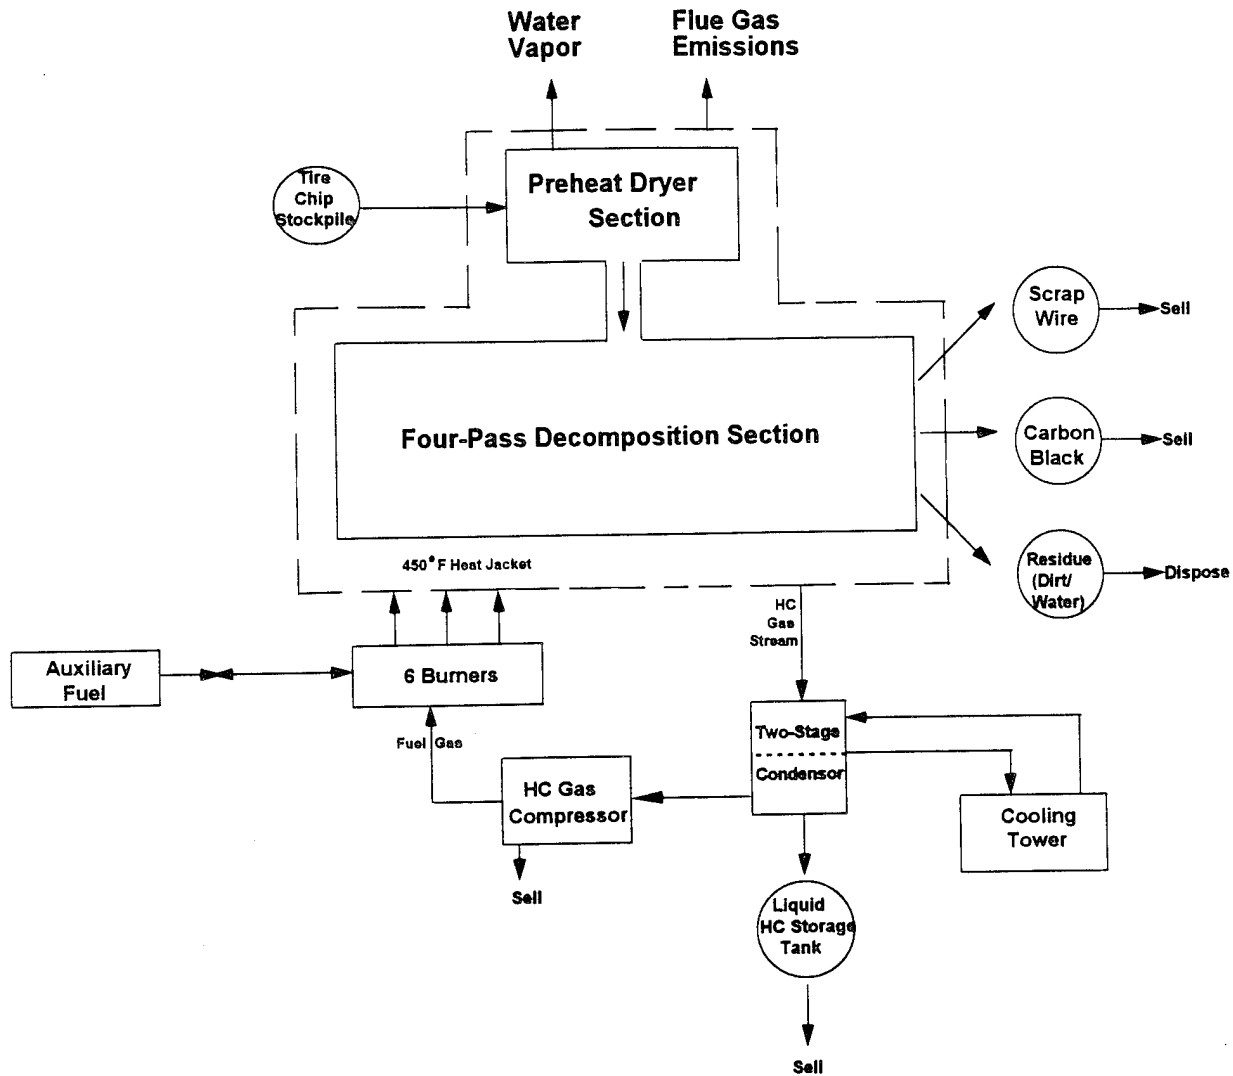 Water
Vapor
Flue Gas
Emissions
Tire
Chip
Stockpile
Preheat Dryer
Section
Scrap
Wire
Sell
Four-Pass Decomposition Section
Carbon
Black
Sell
450°F Heat Jacket
Residue
(Dirt/
Water)
Dispose
HC
Gas
Stream
Auxiliary
Fuel
6 Burners
Fuel Gas
Two-Stage
Condensor
HC Gas
Compressor
Cooling
Tower
Sell
Liquid
HC Storage
Tank
Sell